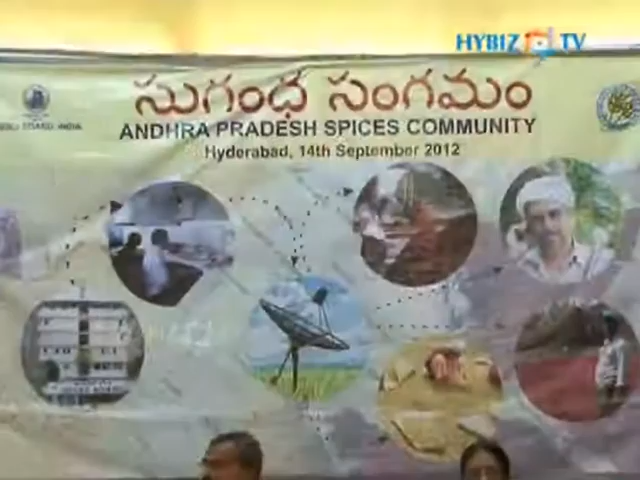 HYBIZ TV
సుగంధ సంగమం
ANDHRA PRADESH SPICES COMMUNITY
Hyderabad, 14th September 2012